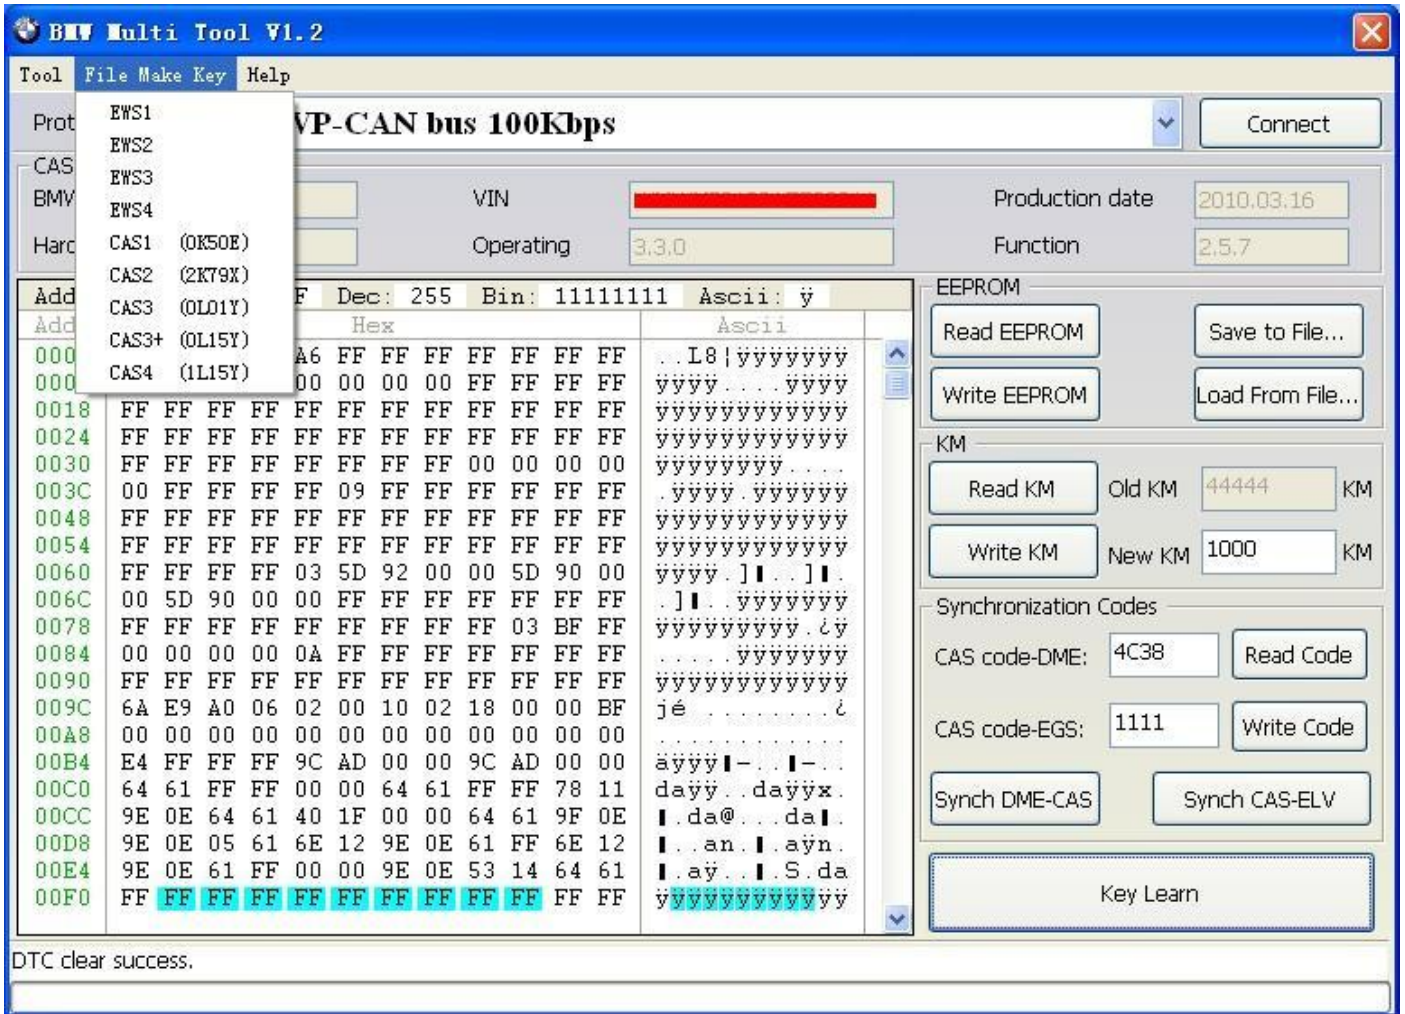 BMW Multi Tool V1.2
Tool File Make Key Help
EWS1
EWS2
EWS3
EWS4
CAS1 (0K50E)
CAS2 (2K79X)
CAS3 (0L01Y)
CAS3+ (0L15Y)
CAS4 (1L15Y)
Prot VP-CAN bus 100Kbps Connect
CAS
BMW VIN Production date 2010.03.16
Hard Operating 3.3.0 Function 2.5.7
Add F Dec: 255 Bin: 11111111 Ascii: ÿ
Add Hex Ascii
000 A6 FF FF FF FF FF FF FF ..L8¦ÿÿÿÿÿÿÿ
000 00 00 00 00 FF FF FF FF ÿÿÿÿ....ÿÿÿÿ
0018 FF FF FF FF FF FF FF FF FF FF FF FF ÿÿÿÿÿÿÿÿÿÿÿÿ
0024 FF FF FF FF FF FF FF FF FF FF FF FF ÿÿÿÿÿÿÿÿÿÿÿÿ
0030 FF FF FF FF FF FF FF FF 00 00 00 00 ÿÿÿÿÿÿÿÿ....
003C 00 FF FF FF FF 09 FF FF FF FF FF FF .ÿÿÿÿ.ÿÿÿÿÿÿ
0048 FF FF FF FF FF FF FF FF FF FF FF FF ÿÿÿÿÿÿÿÿÿÿÿÿ
0054 FF FF FF FF FF FF FF FF FF FF FF FF ÿÿÿÿÿÿÿÿÿÿÿÿ
0060 FF FF FF FF 03 5D 92 00 00 5D 90 00 ÿÿÿÿ.]▮..]▮.
006C 00 5D 90 00 00 FF FF FF FF FF FF FF .]▮..ÿÿÿÿÿÿÿ
0078 FF FF FF FF FF FF FF FF FF 03 BF FF ÿÿÿÿÿÿÿÿÿ.¿ÿ
0084 00 00 00 00 0A FF FF FF FF FF FF FF .....ÿÿÿÿÿÿÿ
0090 FF FF FF FF FF FF FF FF FF FF FF FF ÿÿÿÿÿÿÿÿÿÿÿÿ
009C 6A E9 A0 06 02 00 10 02 18 00 00 BF jé .........¿
00A8 00 00 00 00 00 00 00 00 00 00 00 00 ............
00B4 E4 FF FF FF 9C AD 00 00 9C AD 00 00 äÿÿÿ▮-..▮-..
00C0 64 61 FF FF 00 00 64 61 FF FF 78 11 daÿÿ..daÿÿx.
00CC 9E 0E 64 61 40 1F 00 00 64 61 9F 0E ▮.da@...da▮.
00D8 9E 0E 05 61 6E 12 9E 0E 61 FF 6E 12 ▮..an.▮.aÿn.
00E4 9E 0E 61 FF 00 00 9E 0E 53 14 64 61 ▮.aÿ..▮.S.da
00F0 FF FF FF FF FF FF FF FF FF FF FF FF ÿÿÿÿÿÿÿÿÿÿÿÿ
EEPROM
Read EEPROM Save to File...
Write EEPROM Load From File...
KM
Read KM Old KM 44444 KM
Write KM New KM 1000 KM
Synchronization Codes
CAS code-DME: 4C38 Read Code
CAS code-EGS: 1111 Write Code
Synch DME-CAS Synch CAS-ELV
Key Learn
DTC clear success.